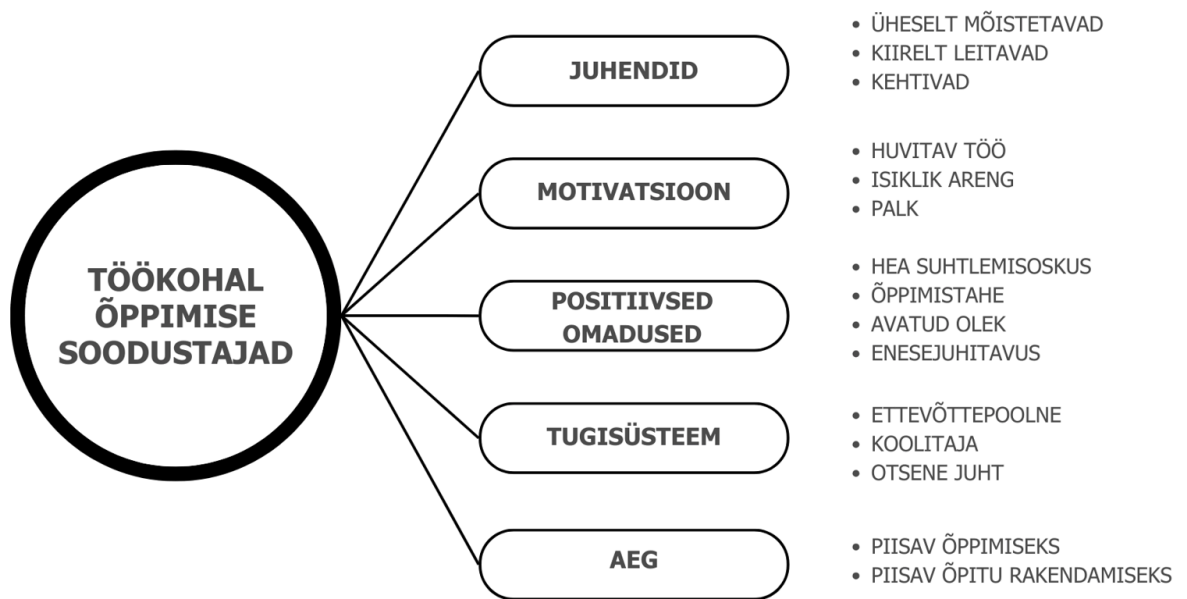 TÖÖKOHAL
ÕPPIMISE
SOODUSTAJAD
JUHENDID
• ÜHESELT MÕISTETAVAD
• KIIRELT LEITAVAD
• KEHTIVAD
MOTIVATSIOON
• HUVITAV TÖÖ
• ISIKLIK ARENG
• PALK
POSITIIVSED
OMADUSED
• HEA SUHTLEMISOSKUS
• ÕPPIMISTAHE
• AVATUD OLEK
• ENESEJUHITAVUS
TUGISÜSTEEM
• ETTEVÕTTEPOOLNE
• KOOLITAJA
• OTSENE JUHT
AEG
• PIISAV ÕPPIMISEKS
• PIISAV ÕPITU RAKENDAMISEKS